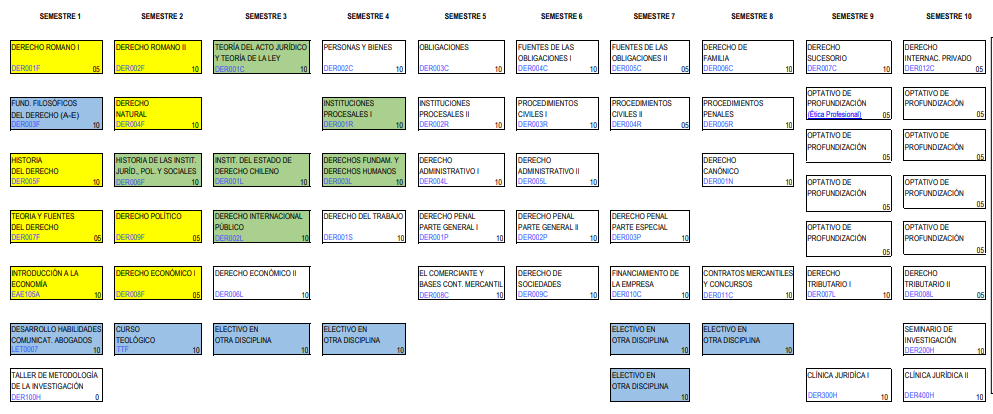 SEMESTRE 1 SEMESTRE 2 SEMESTRE 3 SEMESTRE 4 SEMESTRE 5 SEMESTRE 6 SEMESTRE 7 SEMESTRE 8 SEMESTRE 9 SEMESTRE 10
DERECHO ROMANO I
DER001F 05
DERECHO ROMANO II
DER002F 10
TEORÍA DEL ACTO JURÍDICO
Y TEORÍA DE LA LEY
DER001C 10
PERSONAS Y BIENES
DER002C 10
OBLIGACIONES
DER003C 10
FUENTES DE LAS
OBLIGACIONES I
DER004C 10
FUENTES DE LAS
OBLIGACIONES II
DER005C 05
DERECHO DE
FAMILIA
DER006C 10
DERECHO
SUCESORIO
DER007C 10
DERECHO
INTERNAC. PRIVADO
DER012C 05
FUND. FILOSÓFICOS
DEL DERECHO (A-E)
DER003F 10
DERECHO
NATURAL
DER004F 10
INSTITUCIONES
PROCESALES I
DER001R 10
INSTITUCIONES
PROCESALES II
DER002R 10
PROCEDIMIENTOS
CIVILES I
DER003R 10
PROCEDIMIENTOS
CIVILES II
DER004R 05
PROCEDIMIENTOS
PENALES
DER005R 10
OPTATIVO DE
PROFUNDIZACIÓN
(Etica Profesional) 05
OPTATIVO DE
PROFUNDIZACIÓN
05
OPTATIVO DE
PROFUNDIZACIÓN
05
OPTATIVO DE
PROFUNDIZACIÓN
05
HISTORIA
DEL DERECHO
DER005F 10
HISTORIA DE LAS INSTIT.
JURÍD., POL. Y SOCIALES
DER006F 10
INSTIT. DEL ESTADO DE
DERECHO CHILENO
DER001L 10
DERECHOS FUNDAM. Y
DERECHOS HUMANOS
DER003L 10
DERECHO
ADMINISTRATIVO I
DER004L 10
DERECHO
ADMINISTRATIVO II
DER005L 10
DERECHO
CANÓNICO
DER001N 10
OPTATIVO DE
PROFUNDIZACIÓN
05
OPTATIVO DE
PROFUNDIZACIÓN
05
TEORIA Y FUENTES
DEL DERECHO
DER007F 05
DERECHO POLÍTICO
DER009F 05
DERECHO INTERNACIONAL
PÚBLICO
DER002L 10
DERECHO DEL TRABAJO
DER001S 10
DERECHO PENAL
PARTE GENERAL I
DER001P 10
DERECHO PENAL
PARTE GENERAL II
DER002P 10
DERECHO PENAL
PARTE ESPECIAL
DER003P 10
OPTATIVO DE
PROFUNDIZACIÓN
05
OPTATIVO DE
PROFUNDIZACIÓN
05
INTRODUCCIÓN A LA
ECONOMÍA
EAE105A 10
DERECHO ECONÓMICO I
DER008F 05
DERECHO ECONÓMICO II
DER006L 10
EL COMERCIANTE Y
BASES CONT. MERCANTIL
DER008C 10
DERECHO DE
SOCIEDADES
DER009C 10
FINANCIAMIENTO DE
LA EMPRESA
DER010C 10
CONTRATOS MERCANTILES
Y CONCURSOS
DER011C 10
DERECHO
TRIBUTARIO I
DER007L 10
DERECHO
TRIBUTARIO II
DER008L 05
DESARROLLO HABILIDADES
COMUNICAT. ABOGADOS
LET0007 10
CURSO
TEOLÓGICO
TTF 10
ELECTIVO EN
OTRA DISCIPLINA
10
ELECTIVO EN
OTRA DISCIPLINA
10
ELECTIVO EN
OTRA DISCIPLINA
10
ELECTIVO EN
OTRA DISCIPLINA
10
SEMINARIO DE
INVESTIGACIÓN
DER200H 10
TALLER DE METODOLOGÍA
DE LA INVESTIGACIÓN
DER100H 0
ELECTIVO EN
OTRA DISCIPLINA
10
CLÍNICA JURIDÍCA I
DER300H 10
CLÍNICA JURÍDICA II
DER400H 10